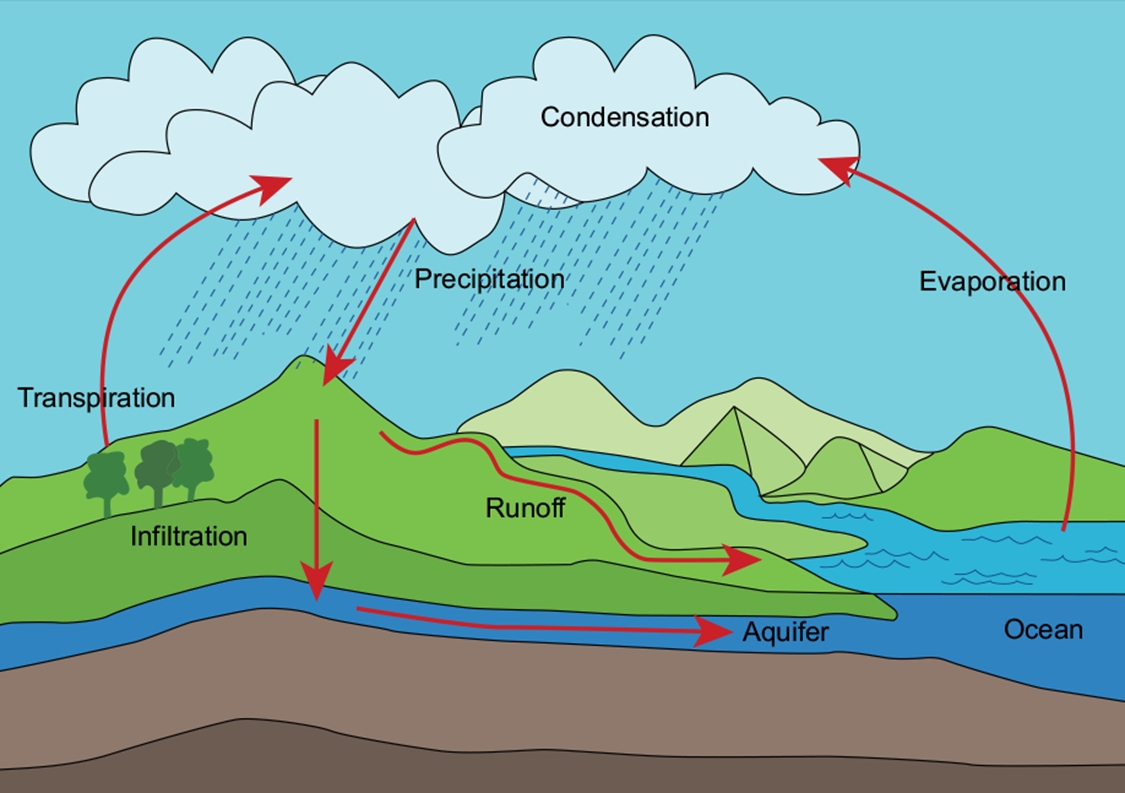 Condensation
Precipitation
Evaporation
Transpiration
Runoff
Infiltration
Aquifer
Ocean